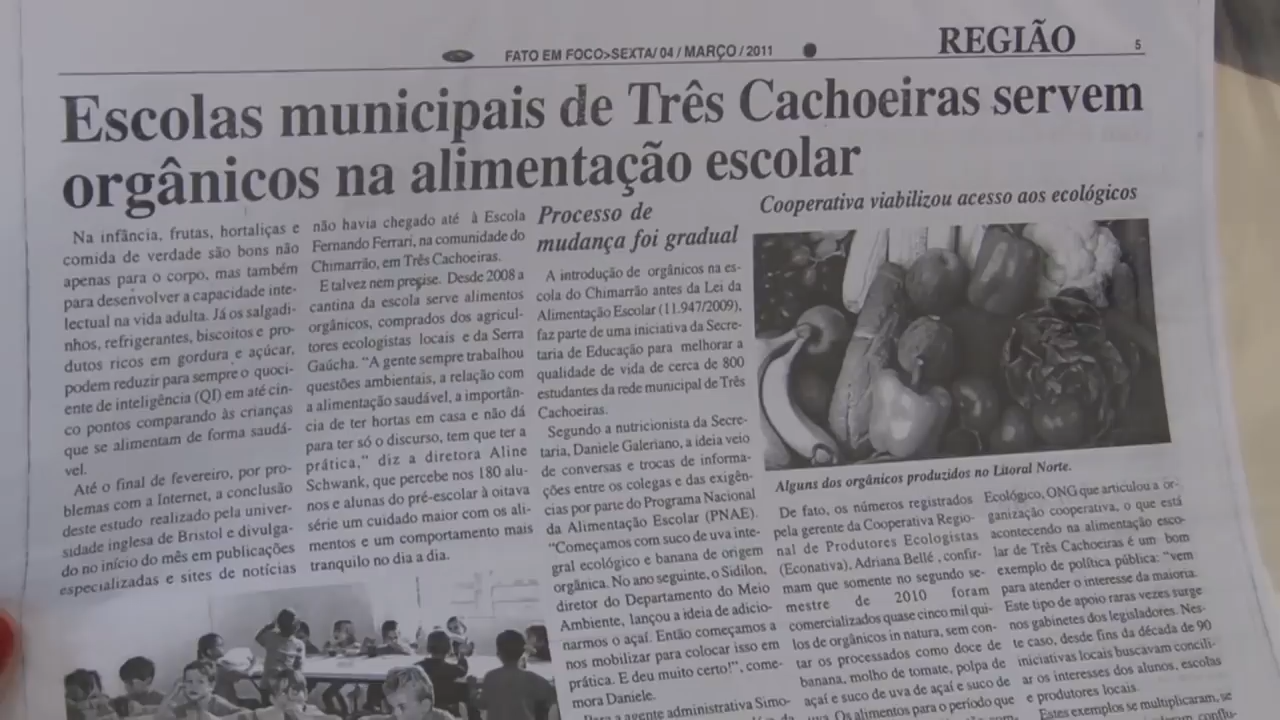 FATO EM FOCO>SEXTA/ 04 / MARÇO / 2011
REGIÃO
5
Escolas municipais de Três Cachoeiras servem
orgânicos na alimentação escolar
Na infância, frutas, hortaliças e
comida de verdade são bons não
apenas para o corpo, mas também
para desenvolver a capacidade inte-
lectual na vida adulta. Já os salgadi-
nhos, refrigerantes, biscoitos e pro-
dutos ricos em gordura e açúcar,
podem reduzir para sempre o quoci-
ente de inteligência (QI) em até cin-
co pontos comparando às crianças
que se alimentam de forma saudá-
vel.
Até o final de fevereiro, por pro-
blemas com a Internet, a conclusão
deste estudo realizado pela univer-
sidade inglesa de Bristol e divulga-
do no início do mês em publicações
especializadas e sites de notícias
não havia chegado até à Escola
Fernando Ferrari, na comunidade do
Chimarrão, em Três Cachoeiras.
E talvez nem precise. Desde 2008 a
cantina da escola serve alimentos
orgânicos, comprados dos agricul-
tores ecologistas locais e da Serra
Gaúcha. “A gente sempre trabalhou
questões ambientais, a relação com
a alimentação saudável, a importân-
cia de ter hortas em casa e não dá
para ter só o discurso, tem que ter a
prática,” diz a diretora Aline
Schwank, que percebe nos 180 alu-
nos e alunas do pré-escolar à oitava
série um cuidado maior com os ali-
mentos e um comportamento mais
tranquilo no dia a dia.
Processo de
mudança foi gradual
A introdução de orgânicos na es-
cola do Chimarrão antes da Lei da
Alimentação Escolar (11.947/2009),
faz parte de uma iniciativa da Secre-
taria de Educação para melhorar a
qualidade de vida de cerca de 800
estudantes da rede municipal de Três
Cachoeiras.
Segundo a nutricionista da Secre-
taria, Daniele Galeriano, a ideia veio
de conversas e trocas de informa-
ções entre os colegas e das exigên-
cias por parte do Programa Nacional
da Alimentação Escolar (PNAE).
“Começamos com suco de uva inte-
gral ecológico e banana de origem
orgânica. No ano seguinte, o Sidilon,
diretor do Departamento do Meio
Ambiente, lançou a ideia de adicio-
narmos o açaí. Então começamos a
nos mobilizar para colocar isso em
prática. E deu muito certo!”, come-
mora Daniele.
Para a agente administrativa Simo-
Cooperativa viabilizou acesso aos ecológicos
Alguns dos orgânicos produzidos no Litoral Norte.
De fato, os números registrados
pela gerente da Cooperativa Regio-
nal de Produtores Ecologistas
(Econativa), Adriana Bellé , confir-
mam que somente no segundo se-
mestre de 2010 foram
comercializados quase cinco mil qui-
los de orgânicos in natura, sem con-
tar os processados como doce de
banana, molho de tomate, polpa de
açaí e suco de uva de açaí e suco de
uva. Os alimentos para o período que
Ecológico, ONG que articulou a or-
ganização cooperativa, o que está
acontecendo na alimentação esco-
lar de Três Cachoeiras é um bom
exemplo de política pública: “vem
para atender o interesse da maioria.
Este tipo de apoio raras vezes surge
nos gabinetes dos legisladores. Nes-
te caso, desde fins da década de 90
iniciativas locais buscavam concili-
ar os interesses dos alunos, escolas
e produtores locais.
Estes exemplos se multiplicaram, se